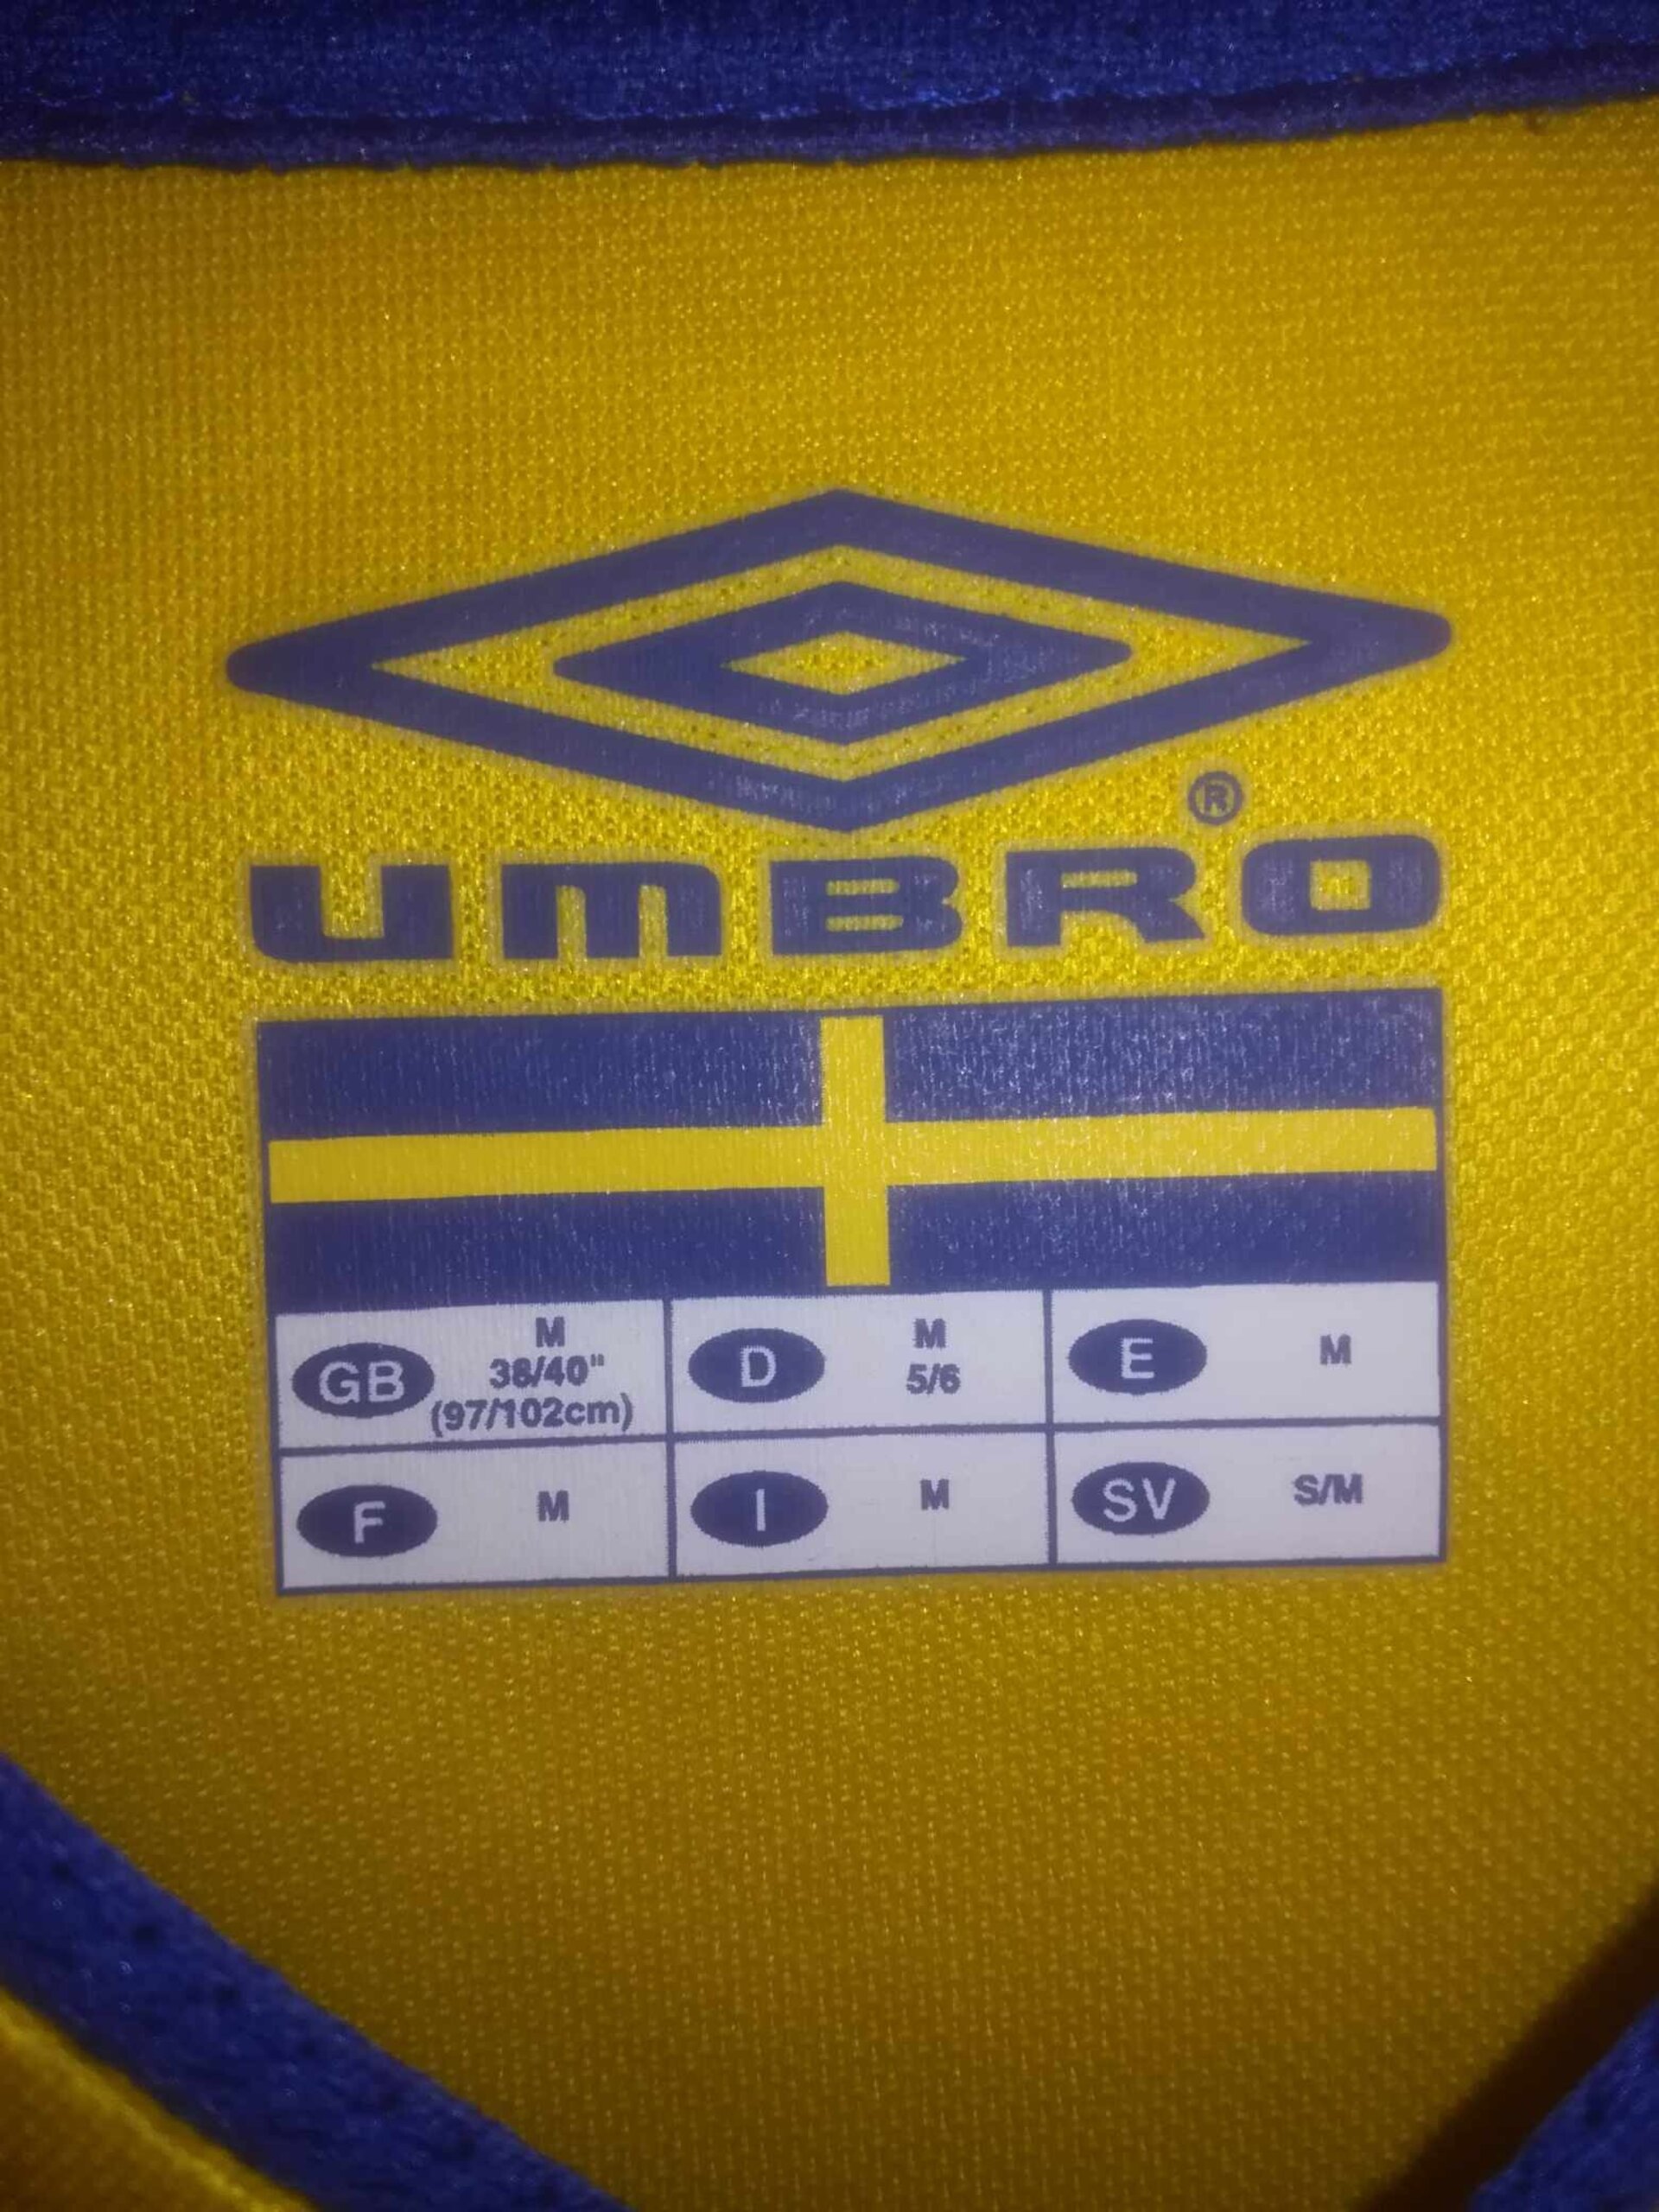 ®
UMBRO
GB M
38/40"
(97/102cm)
D M
5/6
E M
F M
I M
SV S/M